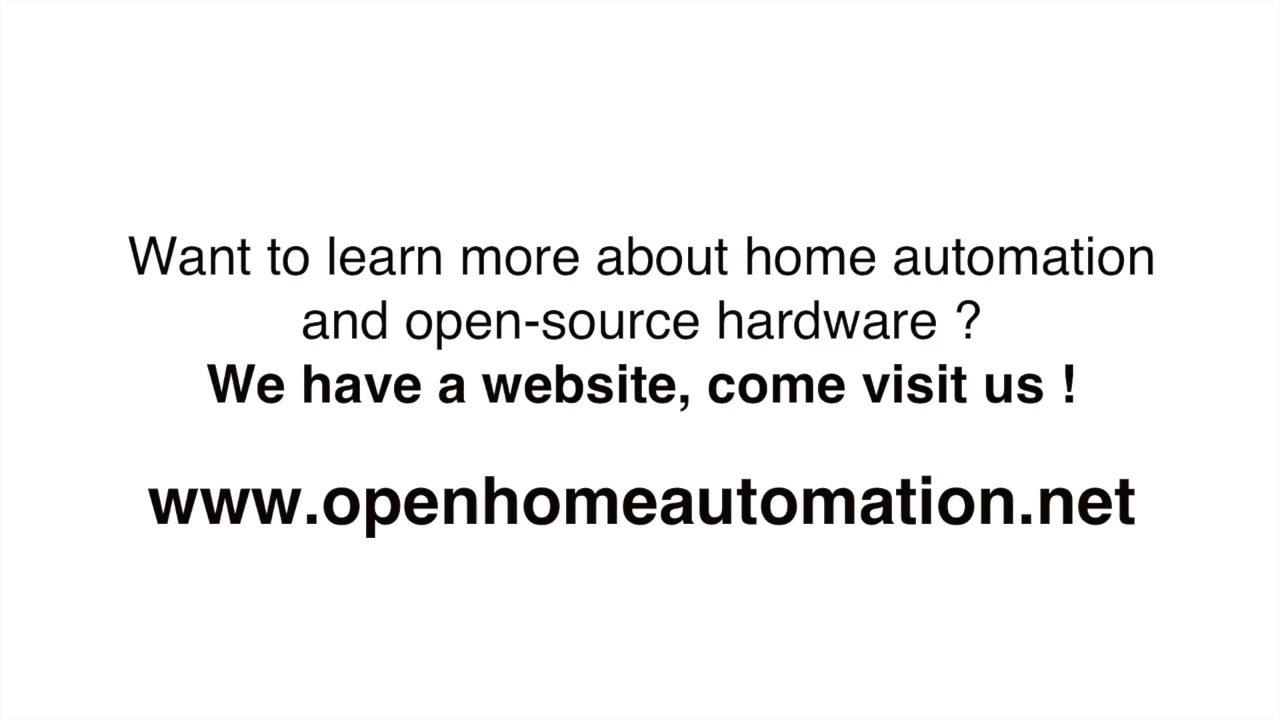 Want to learn more about home automation
and open-source hardware ?
We have a website, come visit us !
www.openhomeautomation.net